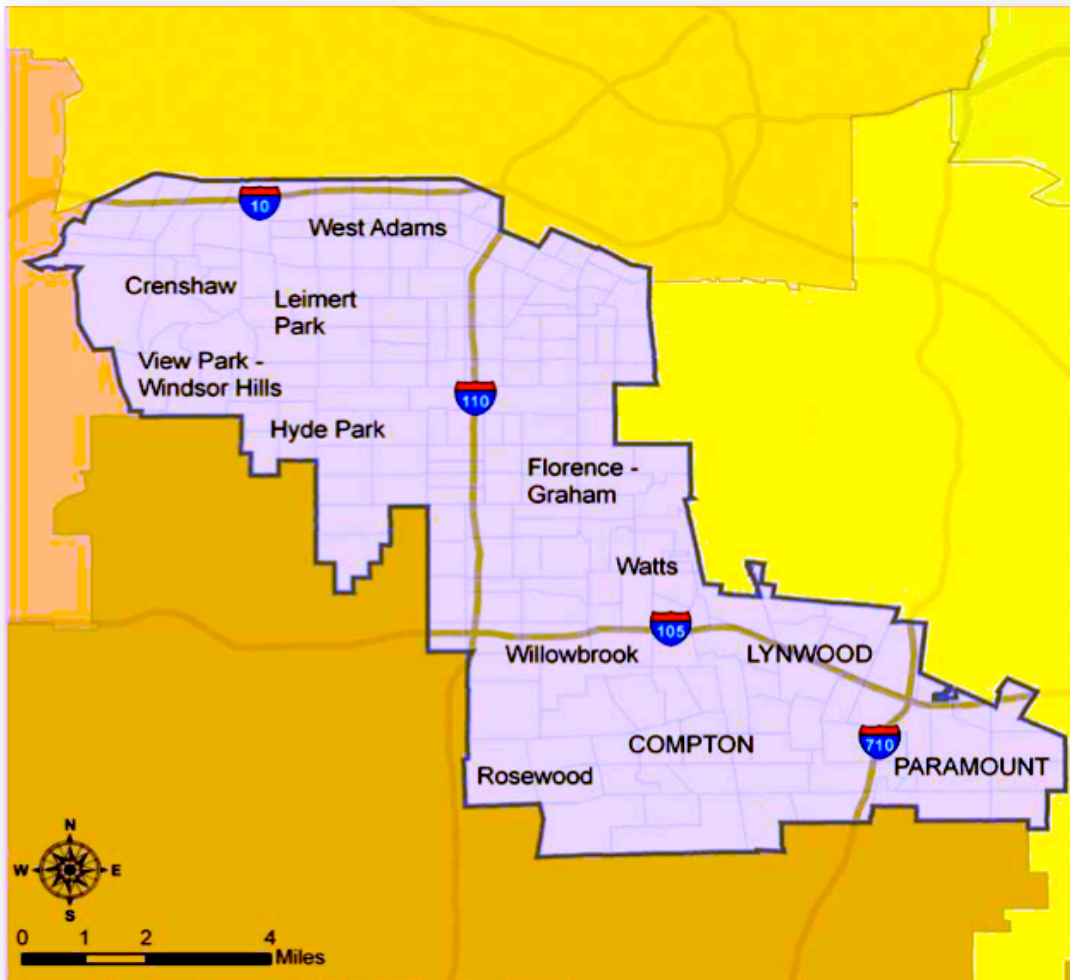 10
West Adams
Crenshaw
Leimert
Park
View Park -
Windsor Hills
110
Hyde Park
Florence -
Graham
Watts
105
Willowbrook
LYNWOOD
COMPTON
710
PARAMOUNT
Rosewood
N
W E
S
0 1 2 4
Miles